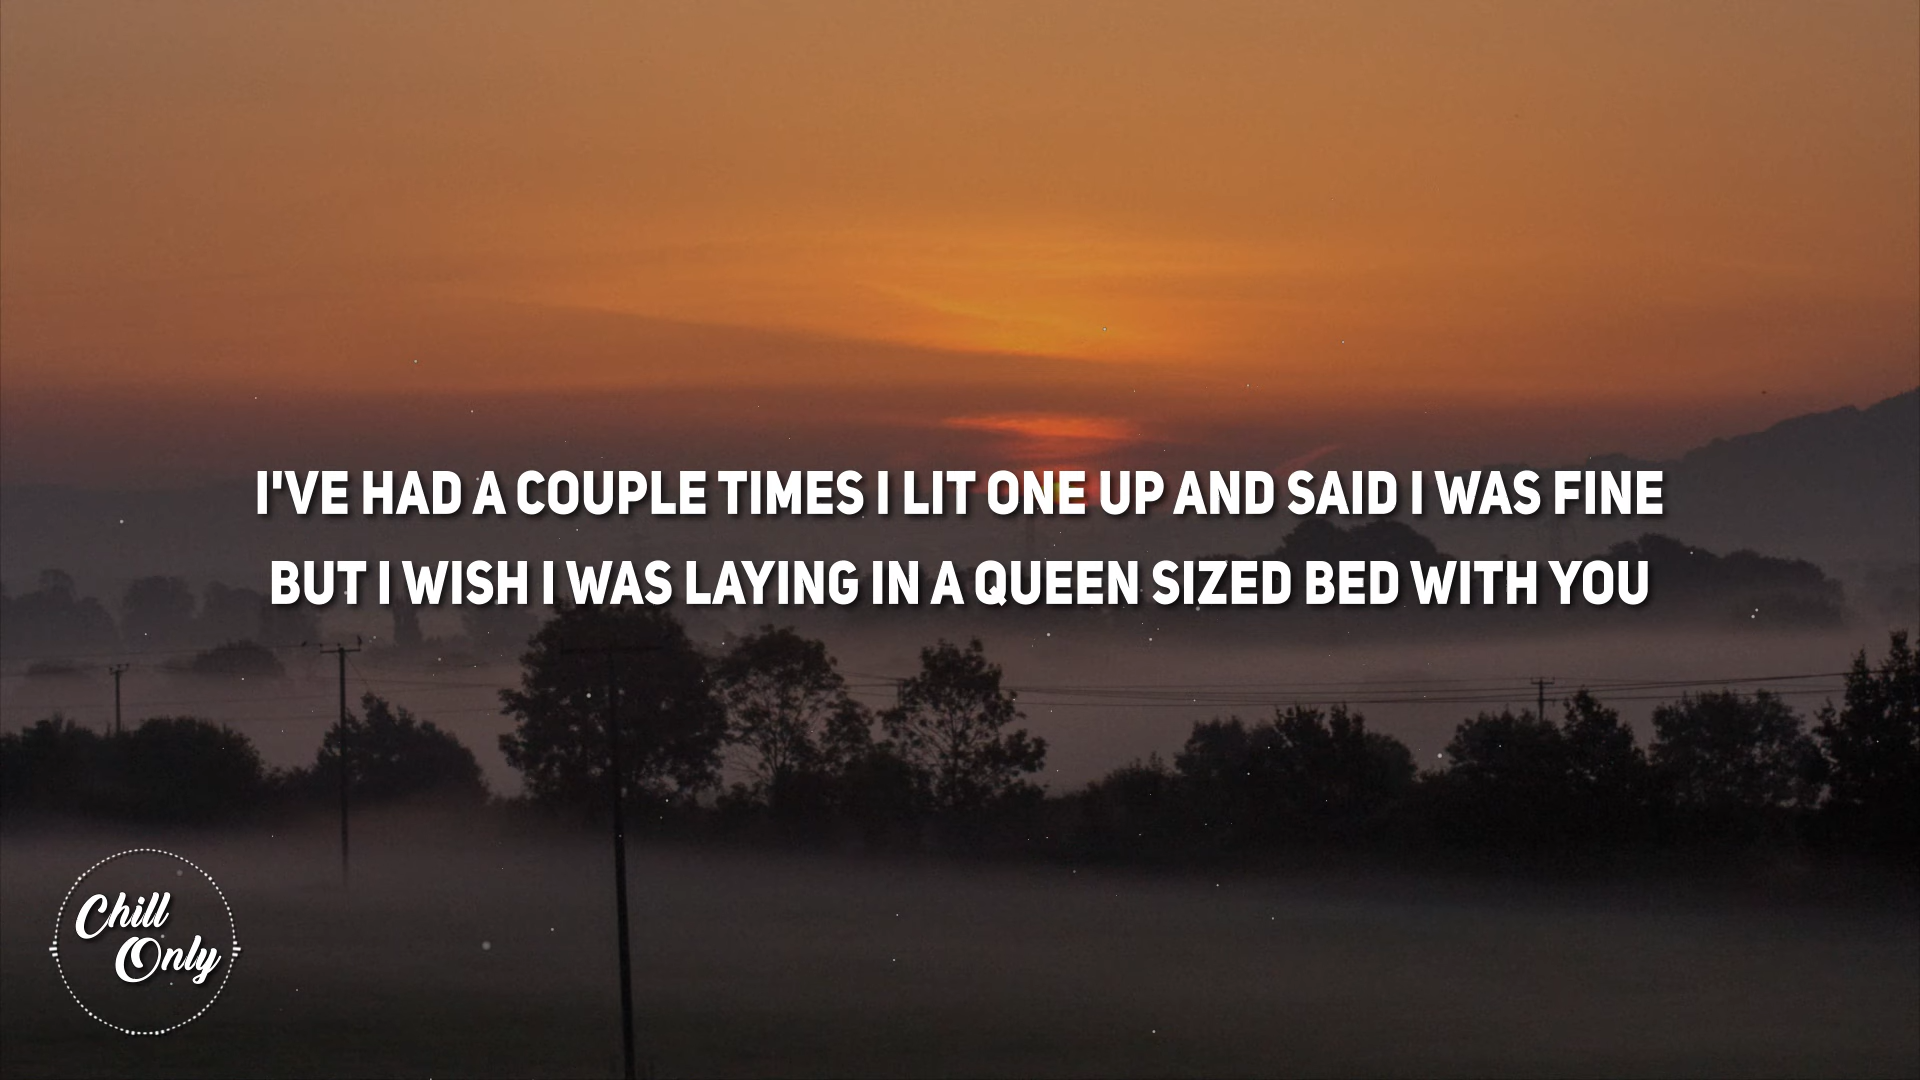 I'VE HAD A COUPLE TIMES I LIT ONE UP AND SAID I WAS FINE
BUT I WISH I WAS LAYING IN A QUEEN SIZED BED WITH YOU
Chill
Only